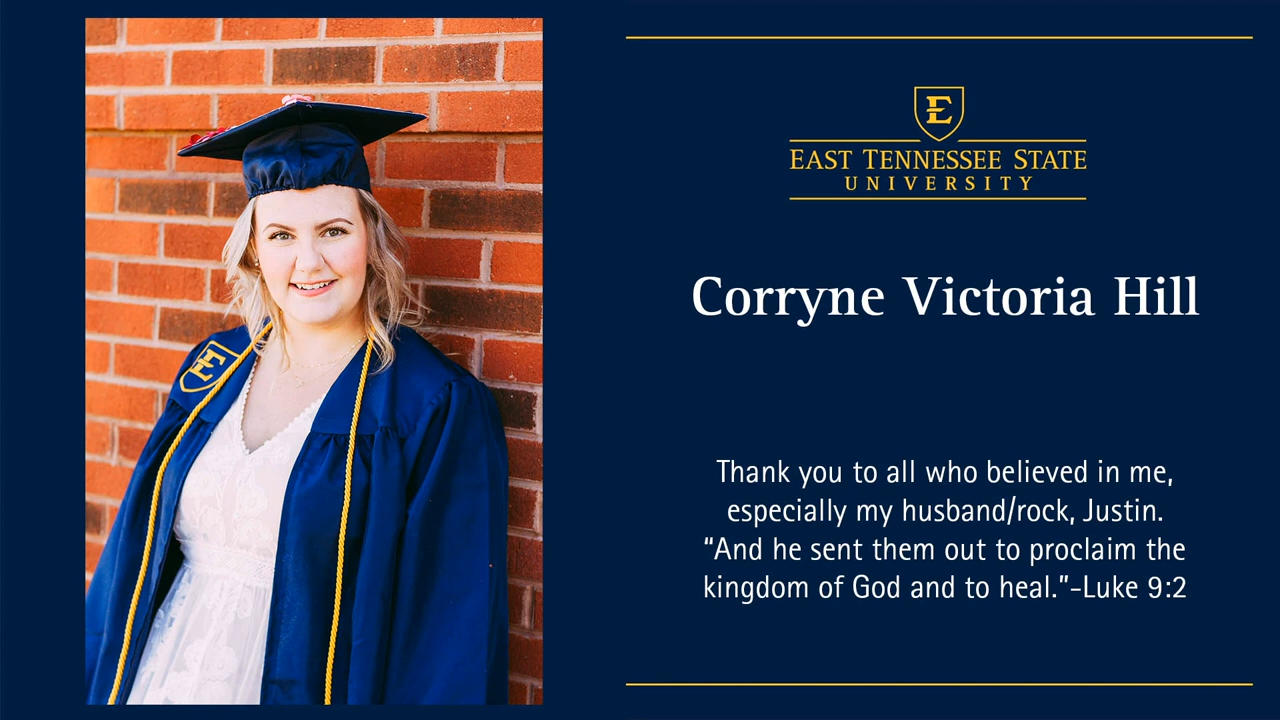 E
EAST TENNESSEE STATE
UNIVERSITY
Corryne Victoria Hill
Thank you to all who believed in me,
especially my husband/rock, Justin.
“And he sent them out to proclaim the
kingdom of God and to heal.”-Luke 9:2